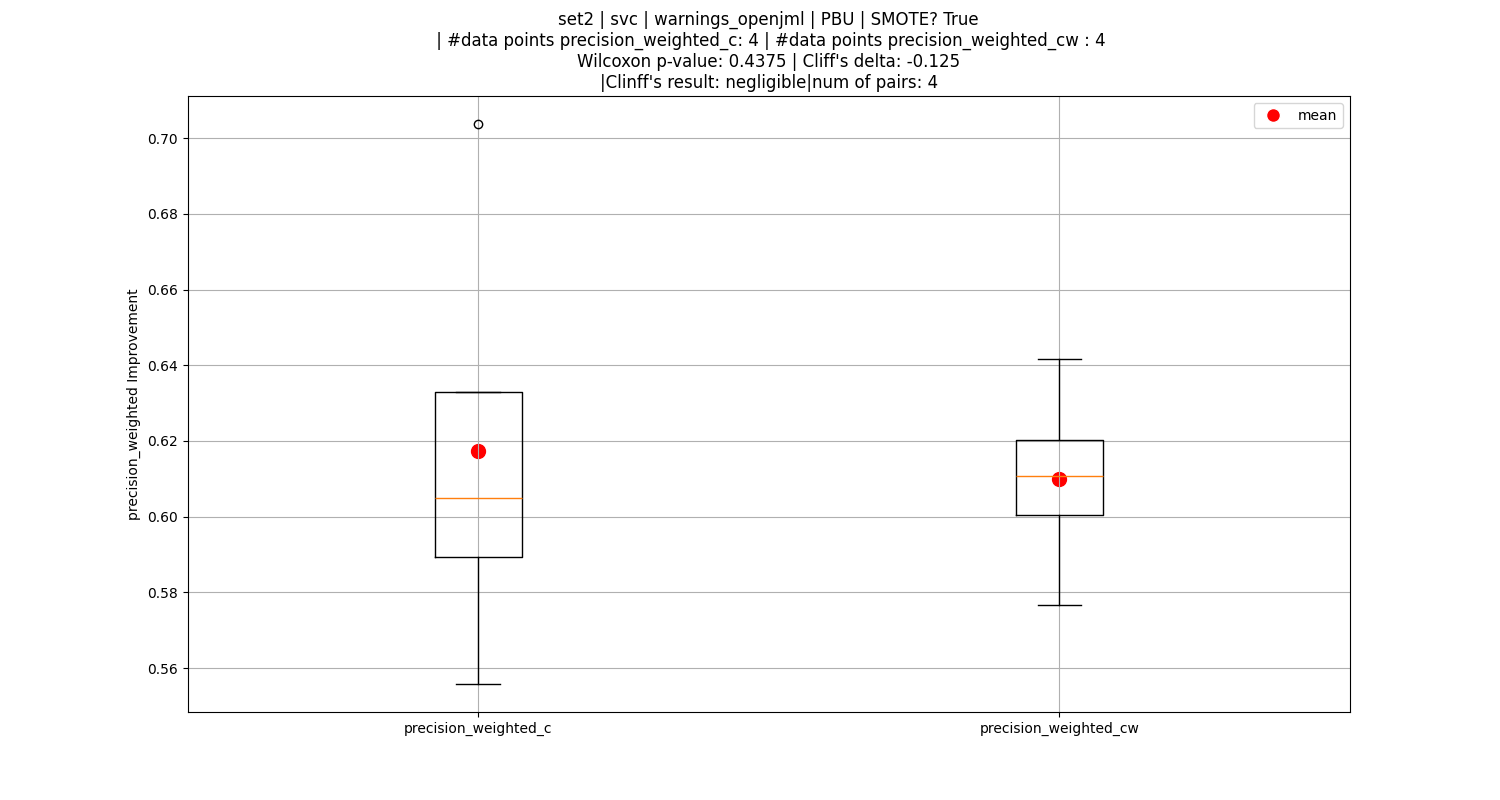 set2 | svc | warnings_openjml | PBU | SMOTE? True
| #data points precision_weighted_c: 4 | #data points precision_weighted_cw : 4
Wilcoxon p-value: 0.4375 | Cliff's delta: -0.125
|Clinff's result: negligible|num of pairs: 4
mean
0.70
0.68
0.66
0.64
0.62
0.60
0.58
0.56
precision_weighted Improvement
precision_weighted_c
precision_weighted_cw